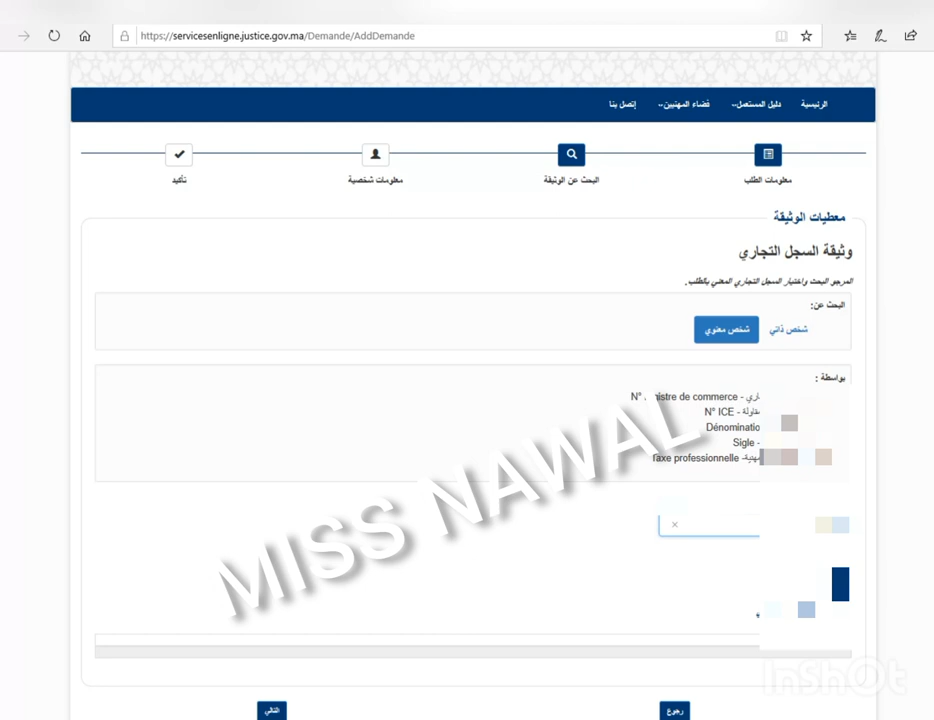 https://servicesenligne.justice.gov.ma/Demande/AddDemande
الرئيسية
دليل المستعمل
فضاء المهنيين
إتصل بنا
معلومات الطلب
البحث عن الوثيقة
معلومات شخصية
تأكيد
معطيات الوثيقة
وثيقة السجل التجاري
المرجو البحث واختيار السجل التجاري المعني بالطلب.
البحث عن:
شخص ذاتي
شخص معنوي
بواسطة :
N° de commerce -
N° ICE -
Sigle -
Taxe professionnelle -
MISS NAWAL
رجوع
التالي
InShOt